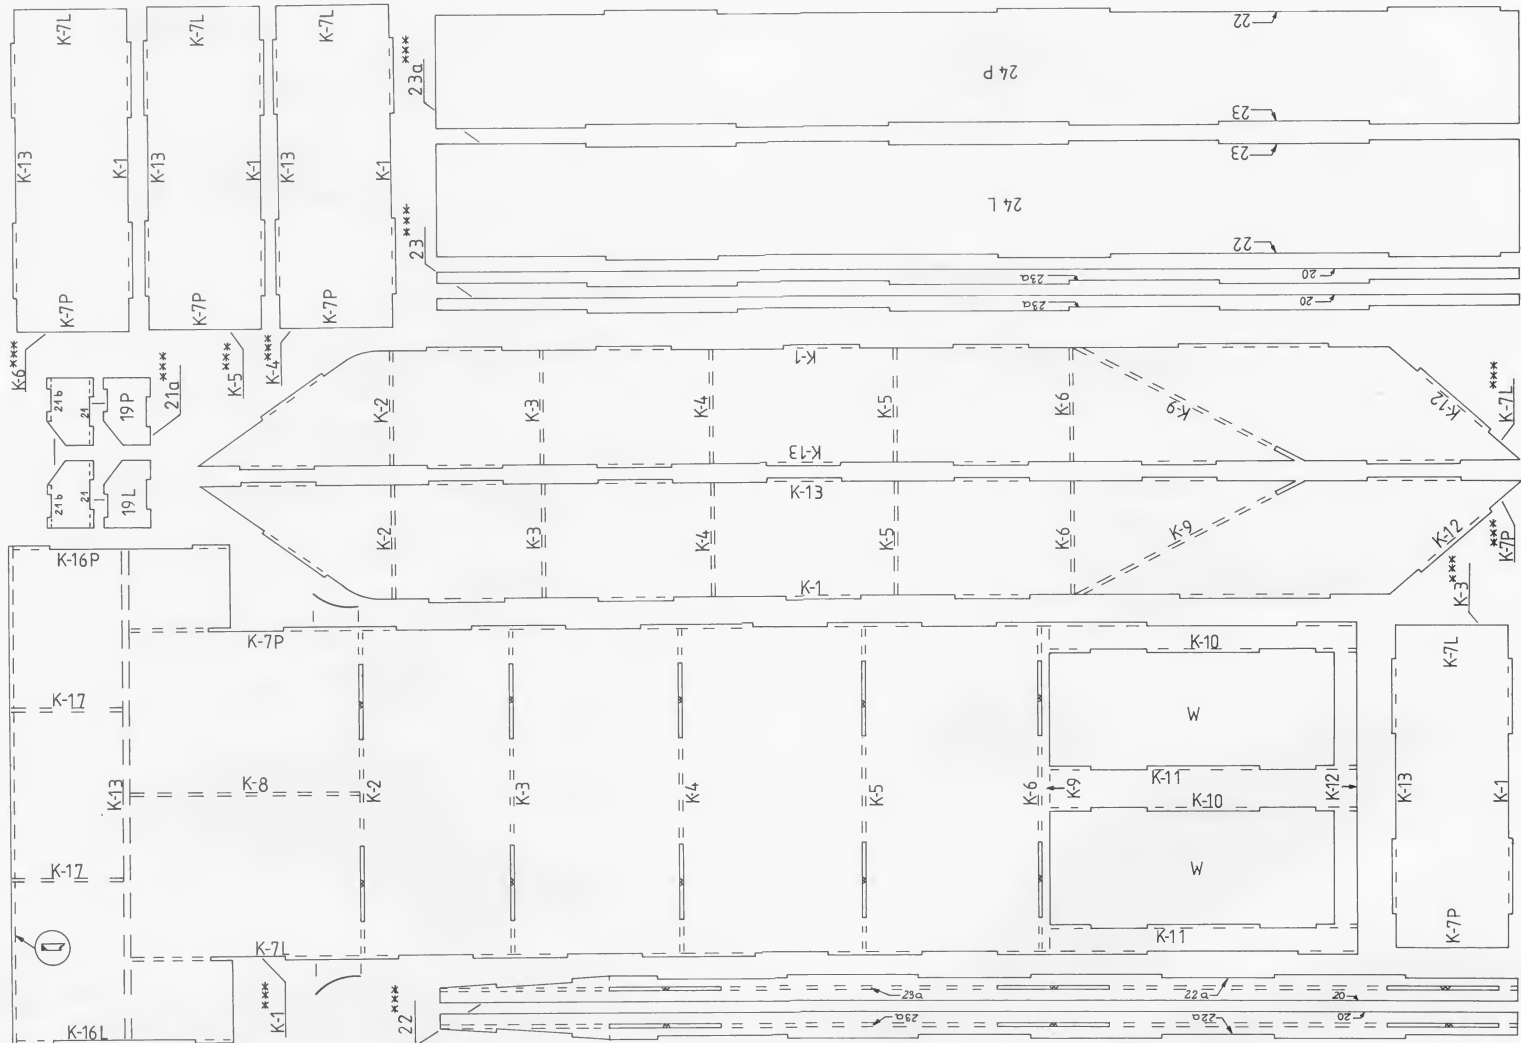 K-7L
K-7L
K-7L
K-13
K-1
K-13
K-1
K-13
K-1
K-7P
K-7P
K-7P
K-6***
K-5***
K-4***
23a***
22
22
24P
23
23
24L
22
23***
23a
20
23a
20
21b
21
19P
21a***
21b
21
19L
K-1
K-2
K-3
K-4
K-5
K-6
K-9
K-12
K-7L***
K-13
K-13
K-2
K-3
K-4
K-5
K-6
K-9
K-12
K-7P***
K-1
K-3***
K-16P
K-7P
K-17
K-13
K-8
K-2
K-3
K-4
K-5
K-6
K-9
K-10
W
K-11
K-10
K-12
W
K-11
K-17
K-7L
K-1***
K-16L
W
W
W
W
W
W
W
W
W
W
K-7L
K-13
K-1
K-7P
22***
23a
22a
20
23a
22a
20
W
W
W
W
W
W